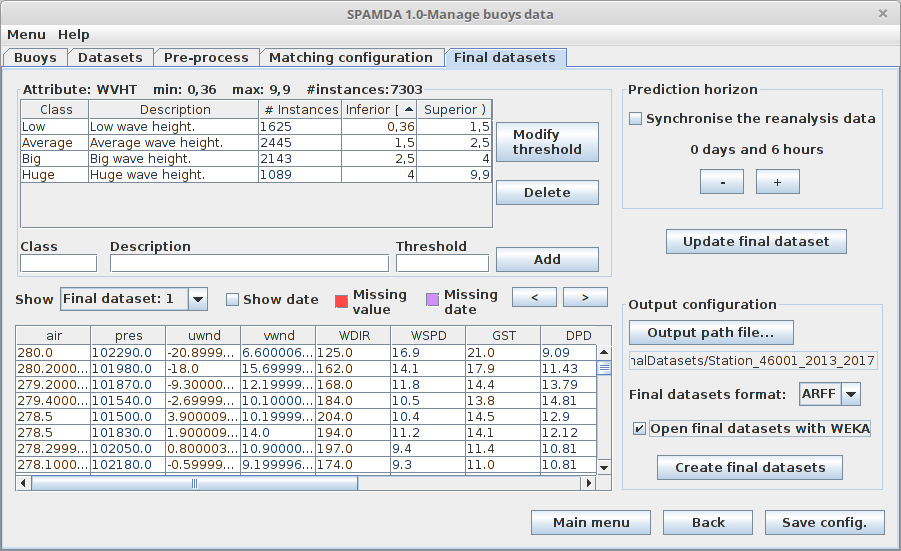 SPAMDA 1.0-Manage buoys data ×
Menu Help
Buoys Datasets Pre-process Matching configuration Final datasets
Attribute: WVHT min: 0,36 max: 9,9 #instances:7303
Class Description # Instances Inferior [ Superior )
Low Low wave height. 1625 0,36 1,5
Average Average wave height. 2445 1,5 2,5
Big Big wave height. 2143 2,5 4
Huge Huge wave height. 1089 4 9,9
Modify
threshold
Delete
Class Description Threshold
Add
Prediction horizon
Synchronise the reanalysis data
0 days and 6 hours
- +
Update final dataset
Show Final dataset: 1 Show date Missing
value Missing
date < >
air pres uwnd vwnd WDIR WSPD GST DPD
280.0 102290.0 -20.8999... 6.600006... 125.0 16.9 21.0 9.09
280.2000... 101980.0 -18.0 15.69999... 162.0 14.1 17.9 11.43
279.2000... 101870.0 -9.30000... 12.19999... 168.0 11.8 14.4 13.79
279.4000... 101540.0 -2.69999... 10.10000... 184.0 10.5 13.8 14.81
278.5 101500.0 3.900009... 10.19999... 204.0 10.4 14.5 12.9
278.5 101830.0 1.900009... 14.0 194.0 11.2 14.1 12.12
278.2999... 102050.0 0.800003... 10.90000... 197.0 9.4 11.4 10.81
278.1000... 102180.0 -0.59999... 9.199996... 174.0 9.3 11.0 10.81
Output configuration
Output path file...
nalDatasets/Station_46001_2013_2017
Final datasets format: ARFF
Open final datasets with WEKA
Create final datasets
Main menu Back Save config.